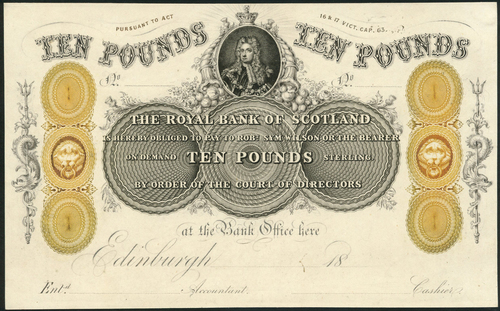 PURSUANT TO ACT 16 & 17 VICT. CAP. 63.
TEN POUNDS TEN POUNDS
No No
THE ROYAL BANK OF SCOTLAND
IS HEREBY OBLIGED TO PAY TO ROBT. SYM WILSON OR THE BEARER
ON DEMAND TEN POUNDS STERLING
BY ORDER OF THE COURT OF DIRECTORS
at the Bank Office here
Edinburgh 18
Entd. Accountant Cashier